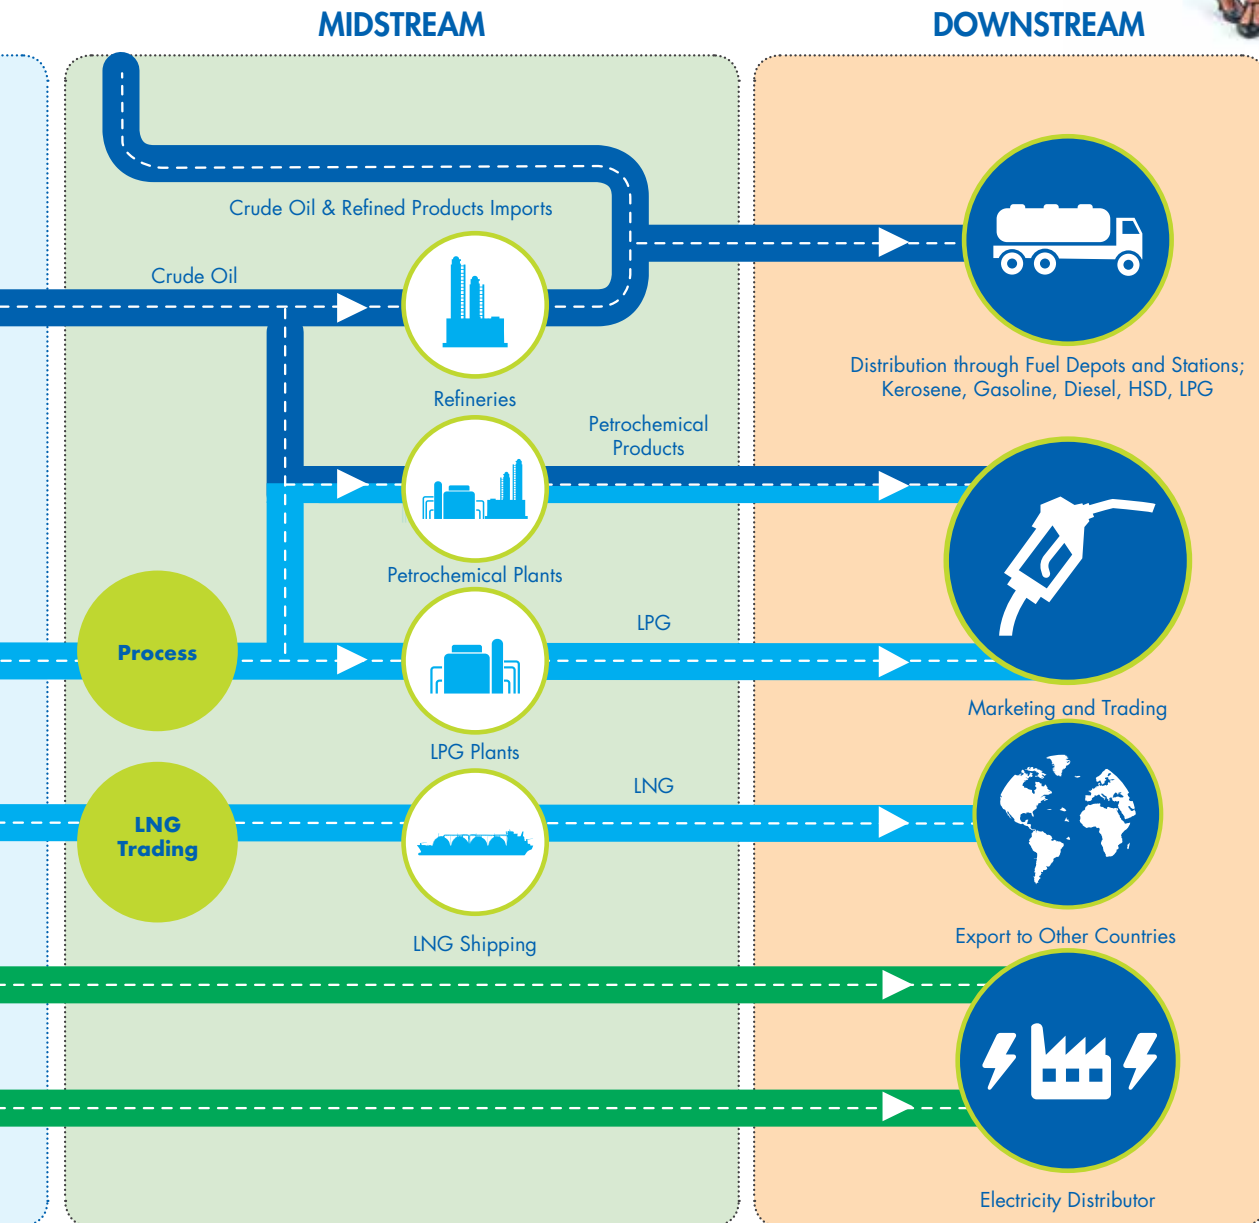 MIDSTREAM
DOWNSTREAM
Crude Oil & Refined Products Imports
Crude Oil
Refineries
Distribution through Fuel Depots and Stations;
Kerosene, Gasoline, Diesel, HSD, LPG
Petrochemical
Products
Petrochemical Plants
Process
LPG
Marketing and Trading
LPG Plants
LNG
LNG
Trading
LNG Shipping
Export to Other Countries
Electricity Distributor